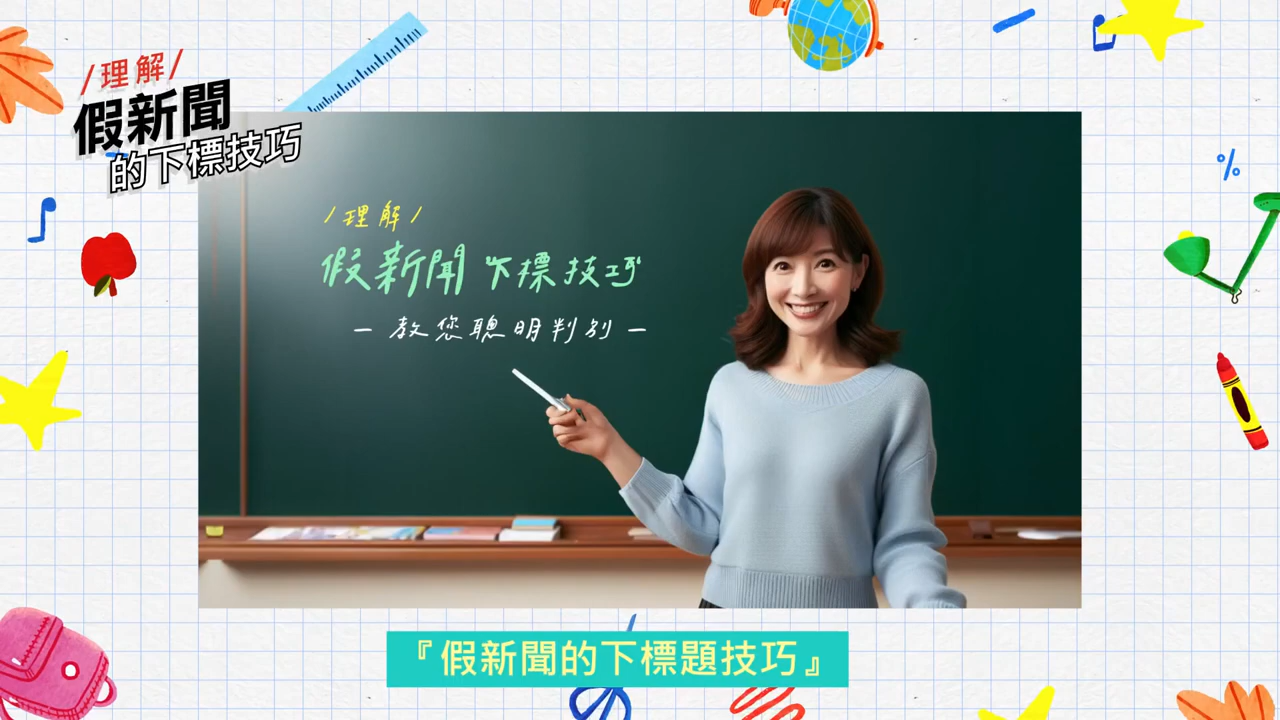 /理解/
假新聞
的下標技巧
/理解/
假新聞下標技巧
— 教您聰明判別 —
%
『假新聞的下標題技巧』